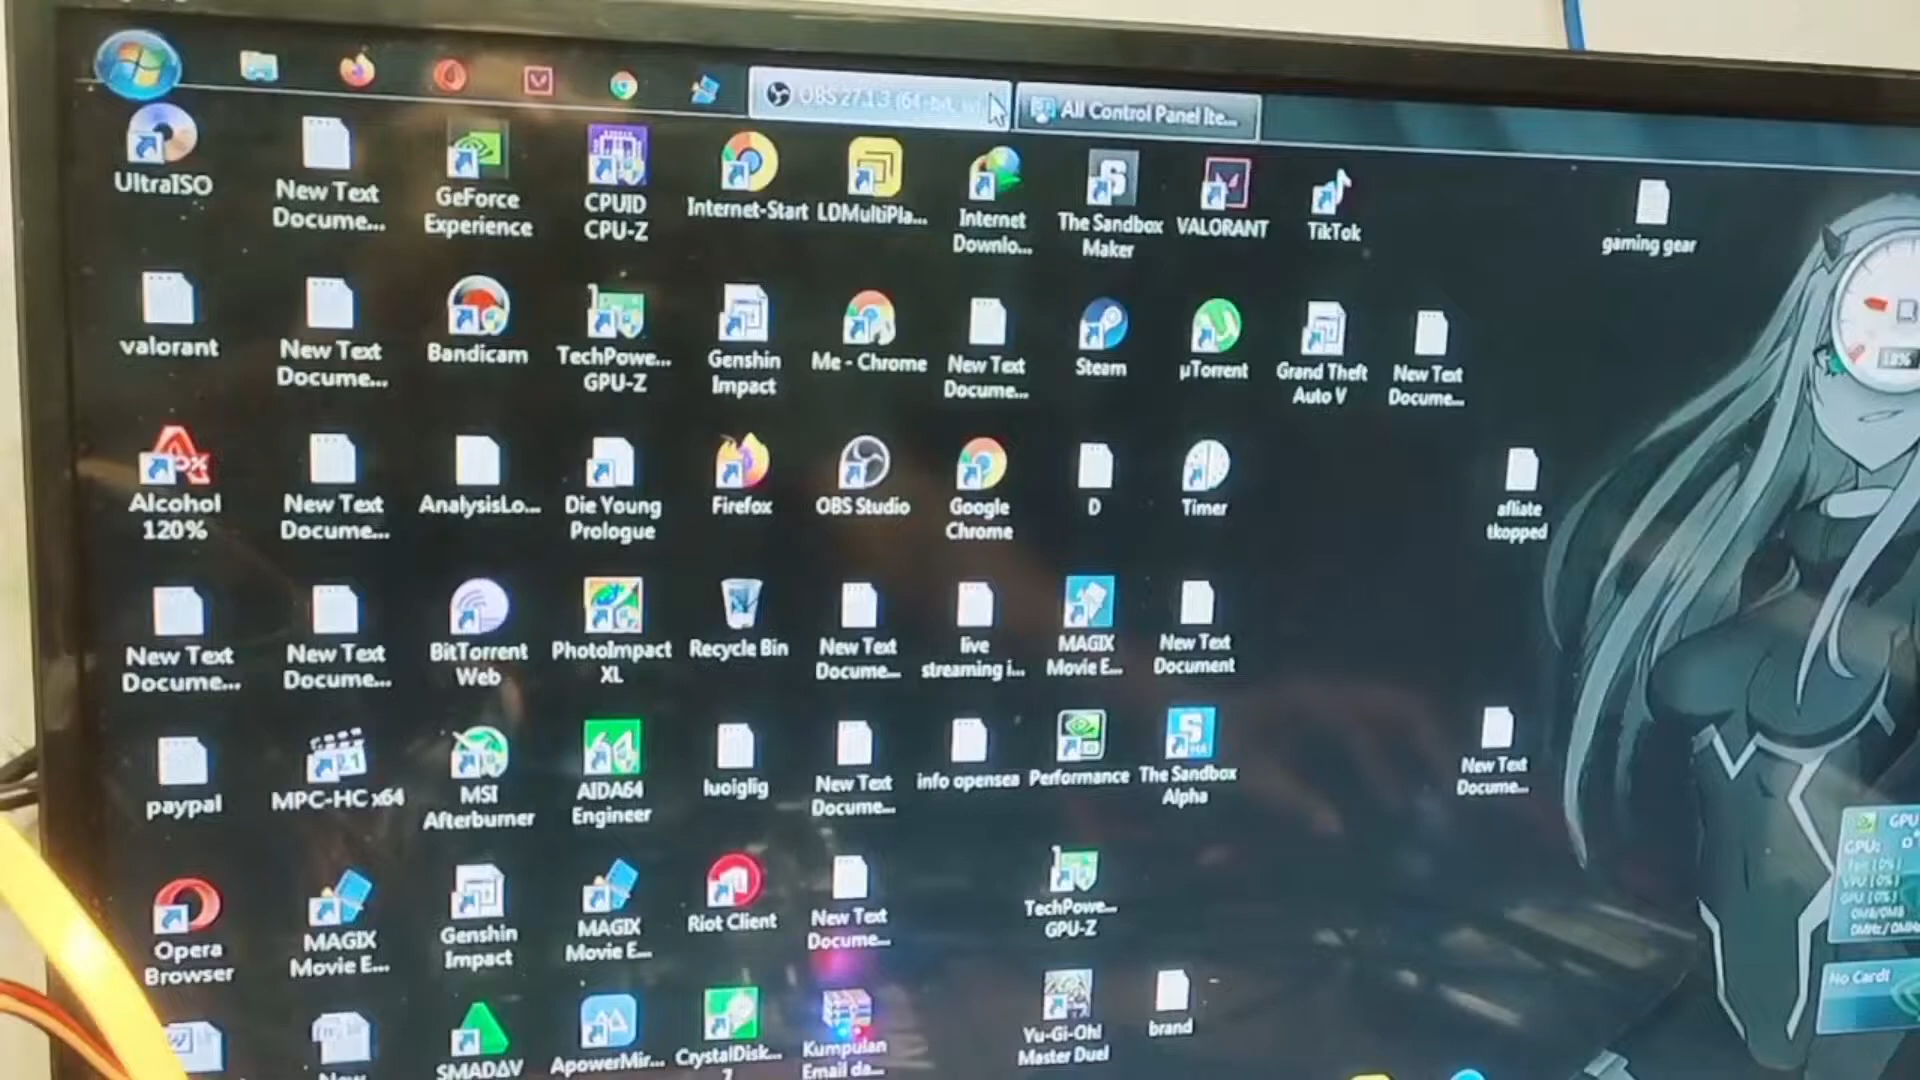 OBS 27.1.3 (64-bit, w
All Control Panel Ite...
UltraISO
New Text
Docume...
GeForce
Experience
CPUID
CPU-Z
Internet-Start
LDMultiPla...
Internet
Downlo...
The Sandbox
Maker
VALORANT
TikTok
gaming gear
valorant
New Text
Docume...
Bandicam
TechPowe...
GPU-Z
Genshin
Impact
Me - Chrome
New Text
Docume...
Steam
µTorrent
Grand Theft
Auto V
New Text
Docume...
18%
Alcohol
120%
New Text
Docume...
AnalysisLo...
Die Young
Prologue
Firefox
OBS Studio
Google
Chrome
D
Timer
afliate
tkopped
New Text
Docume...
New Text
Docume...
BitTorrent
Web
PhotoImpact
XL
Recycle Bin
New Text
Docume...
live
streaming i...
MAGIX
Movie E...
New Text
Document
paypal
MPC-HC x64
MSI
Afterburner
64
AIDA64
Engineer
luoiglig
New Text
Docume...
info opensea
Performance
The Sandbox
Alpha
New Text
Docume...
GPU
GPU:
Opera
Browser
MAGIX
Movie E...
Genshin
Impact
MAGIX
Movie E...
Riot Client
New Text
Docume...
TechPowe...
GPU-Z
No Card!
New
SMADΔV
ApowerMir...
CrystalDisk...
7
Kumpulan
Email da...
Yu-Gi-Oh!
Master Duel
brand